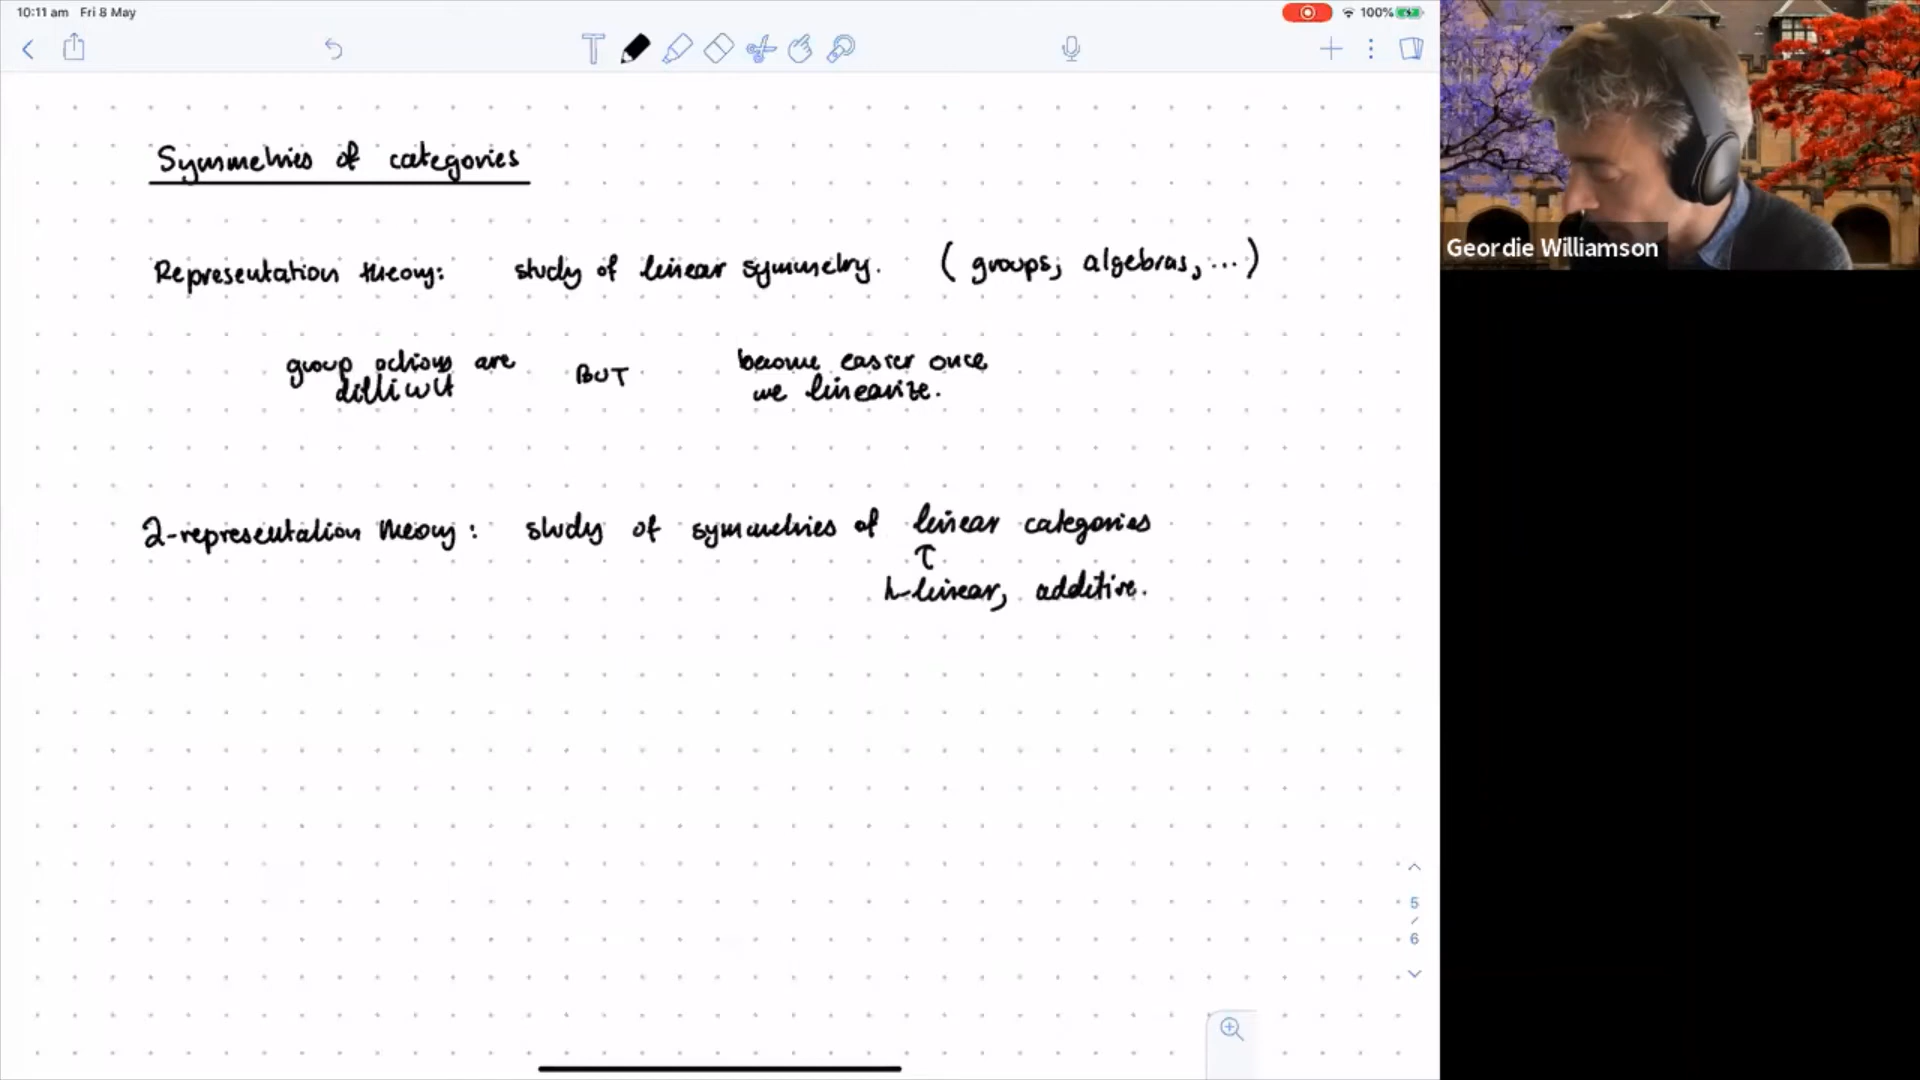 10:11 am Fri 8 May
100%
Symmetries of categories
Geordie Williamson
Representation theory: study of linear symmetry. (groups, algebras, ...)
group actions are BUT become easier once
difficult we linearize.
2-representation theory: study of symmetries of linear categories
↑
k-linear, additive.
5
/
6